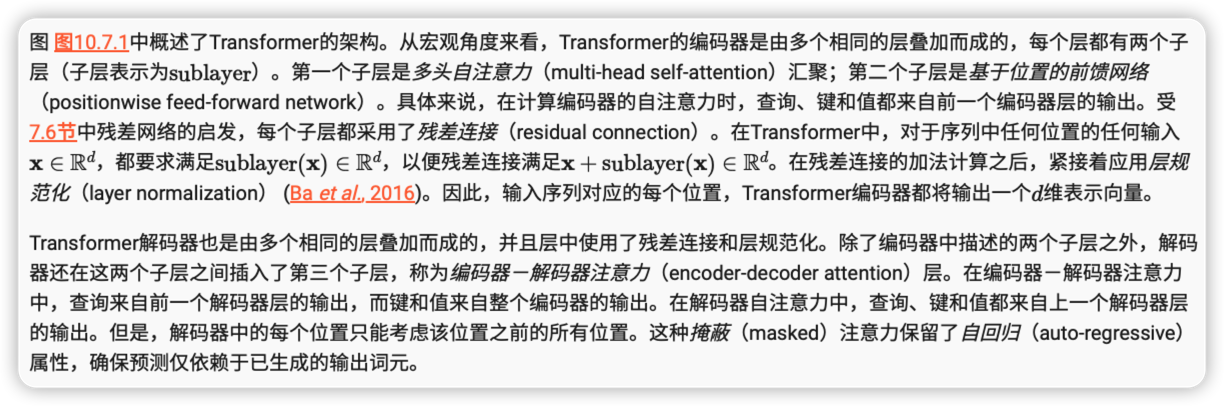 图 图10.7.1中概述了Transformer的架构。从宏观角度来看，Transformer的编码器是由多个相同的层叠加而成的，每个层都有两个子
层（子层表示为sublayer）。第一个子层是多头自注意力（multi-head self-attention）汇聚；第二个子层是基于位置的前馈网络
（positionwise feed-forward network）。具体来说，在计算编码器的自注意力时，查询、键和值都来自前一个编码器层的输出。受
7.6节中残差网络的启发，每个子层都采用了残差连接（residual connection）。在Transformer中，对于序列中任何位置的任何输入
x ∈ ℝᵈ，都要求满足sublayer(x) ∈ ℝᵈ，以便残差连接满足x + sublayer(x) ∈ ℝᵈ。在残差连接的加法计算之后，紧接着应用层规
范化（layer normalization） (Ba et al., 2016)。因此，输入序列对应的每个位置，Transformer编码器都将输出一个d维表示向量。
Transformer解码器也是由多个相同的层叠加而成的，并且层中使用了残差连接和层规范化。除了编码器中描述的两个子层之外，解码
器还在这两个子层之间插入了第三个子层，称为编码器－解码器注意力（encoder-decoder attention）层。在编码器－解码器注意力
中，查询来自前一个解码器层的输出，而键和值来自整个编码器的输出。在解码器自注意力中，查询、键和值都来自上一个解码器层
的输出。但是，解码器中的每个位置只能考虑该位置之前的所有位置。这种掩蔽（masked）注意力保留了自回归（auto-regressive）
属性，确保预测仅依赖于已生成的输出词元。